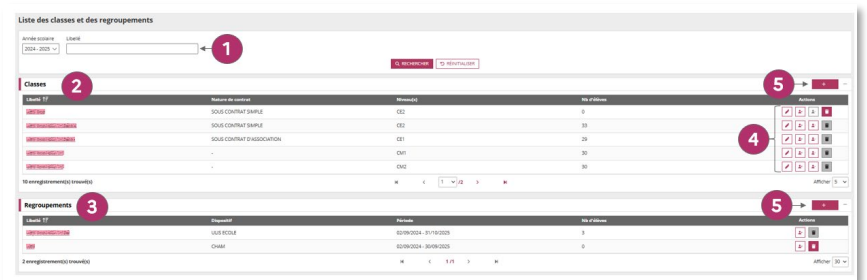 Liste des classes et des regroupements
Année scolaire Libellé
2024 - 2025
1
RECHERCHER RÉINITIALISER
Classes 2 5 +
Libellé Nature de contrat Niveau(x) Nb d'élèves Actions
SOUS CONTRAT SIMPLE CE2 0
SOUS CONTRAT SIMPLE CE2 33
SOUS CONTRAT D'ASSOCIATION CE1 29
4
- CM1 30
- CM2 30
10 enregistrement(s) trouvé(s) 1 /2 Afficher 5
Regroupements 3 5 +
Libellé Dispositif Période Nb d'élèves Actions
ULIS ECOLE 02/09/2024 - 31/10/2025 3
CHAM 02/09/2024 - 30/09/2025 0
2 enregistrement(s) trouvé(s) 1 /1 Afficher 50